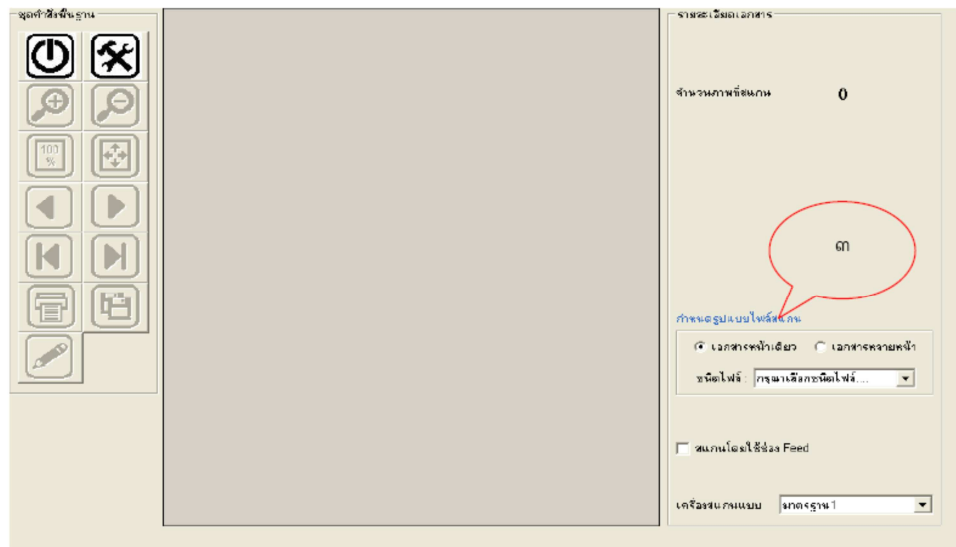 ชุดคำสั่งพื้นฐาน
100
%
รายละเอียดเอกสาร
จำนวนภาพที่สแกน 0
๓
กำหนดรูปแบบไฟล์สแกน
เอกสารหน้าเดียว เอกสารหลายหน้า
ชนิดไฟล์ : กรุณาเลือกชนิดไฟล์....
สแกนโดยใช้ช่อง Feed
เครื่องสแกนแบบ มาตรฐาน 1